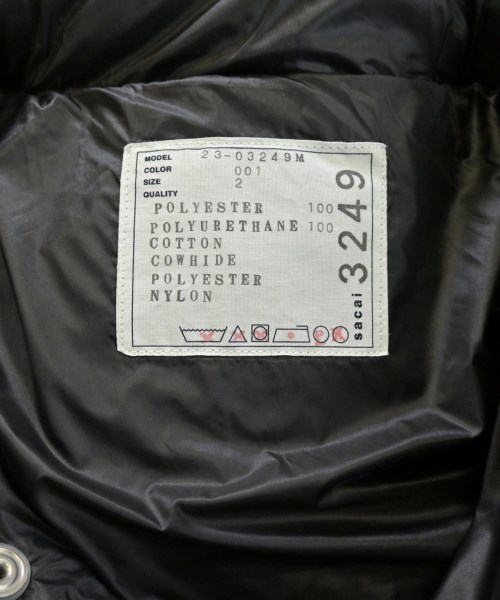 MODEL 23-03249M
COLOR 001
SIZE 2
QUALITY
POLYESTER 100
POLYURETHANE 100
COTTON
COWHIDE
POLYESTER
NYLON
sacai 3249